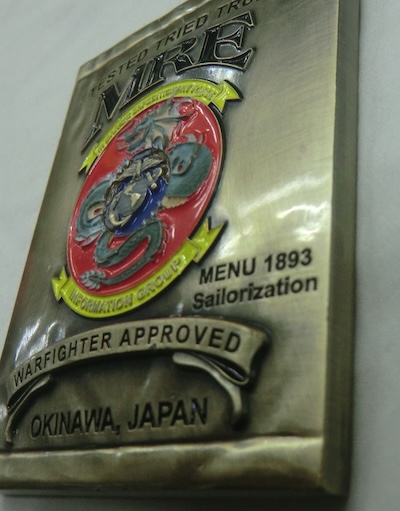 TESTED TRIED TRU
MRE
INFORMATION GROUP
MENU 1893
Sailorization
WARFIGHTER APPROVED
OKINAWA, JAPAN